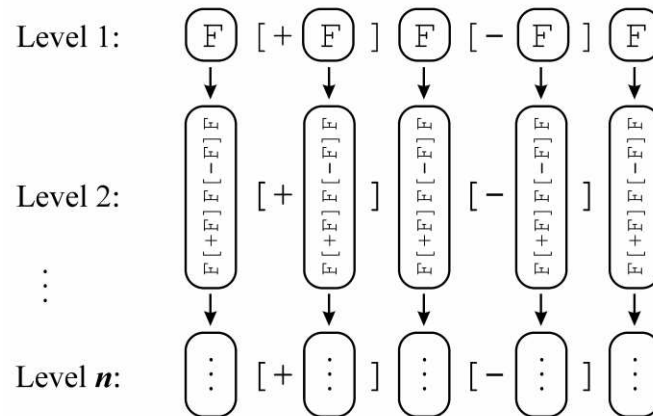 Level 1: F [+ F ] F [− F ] F
Level 2: F[+F]F[-F]F [+ F[+F]F[-F]F ] F[+F]F[-F]F [− F[+F]F[-F]F ] F[+F]F[-F]F
⋮
Level n: ⋮ [+ ⋮ ] ⋮ [− ⋮ ] ⋮